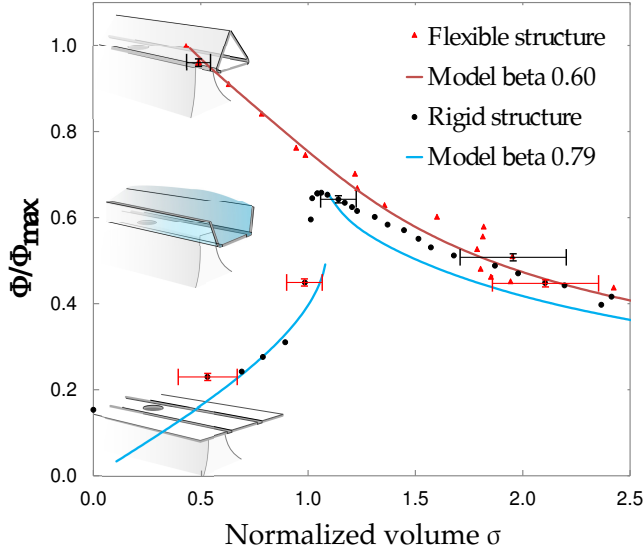 Flexible structure
Model beta 0.60
Rigid structure
Model beta 0.79
Φ/Φmax
1.0
0.8
0.6
0.4
0.2
0.0
0.0
0.5
1.0
1.5
2.0
2.5
Normalized volume σ